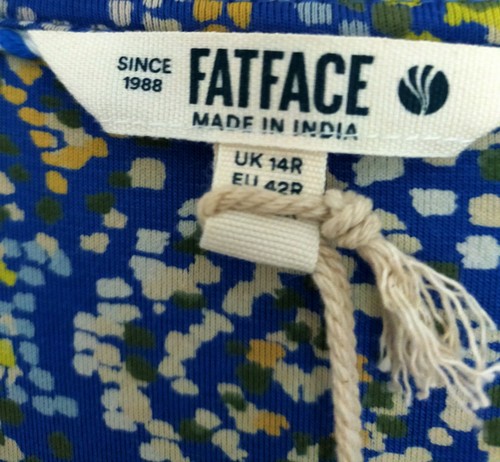 SINCE
1988
FATFACE
MADE IN INDIA
UK 14R
EU 42R